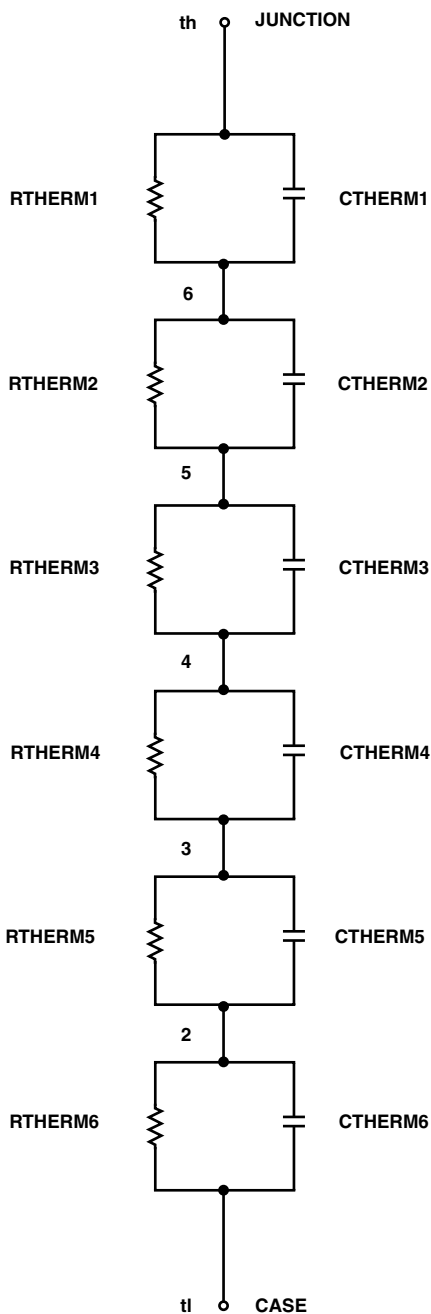 th JUNCTION
RTHERM1 CTHERM1
6
RTHERM2 CTHERM2
5
RTHERM3 CTHERM3
4
RTHERM4 CTHERM4
3
RTHERM5 CTHERM5
2
RTHERM6 CTHERM6
tl CASE